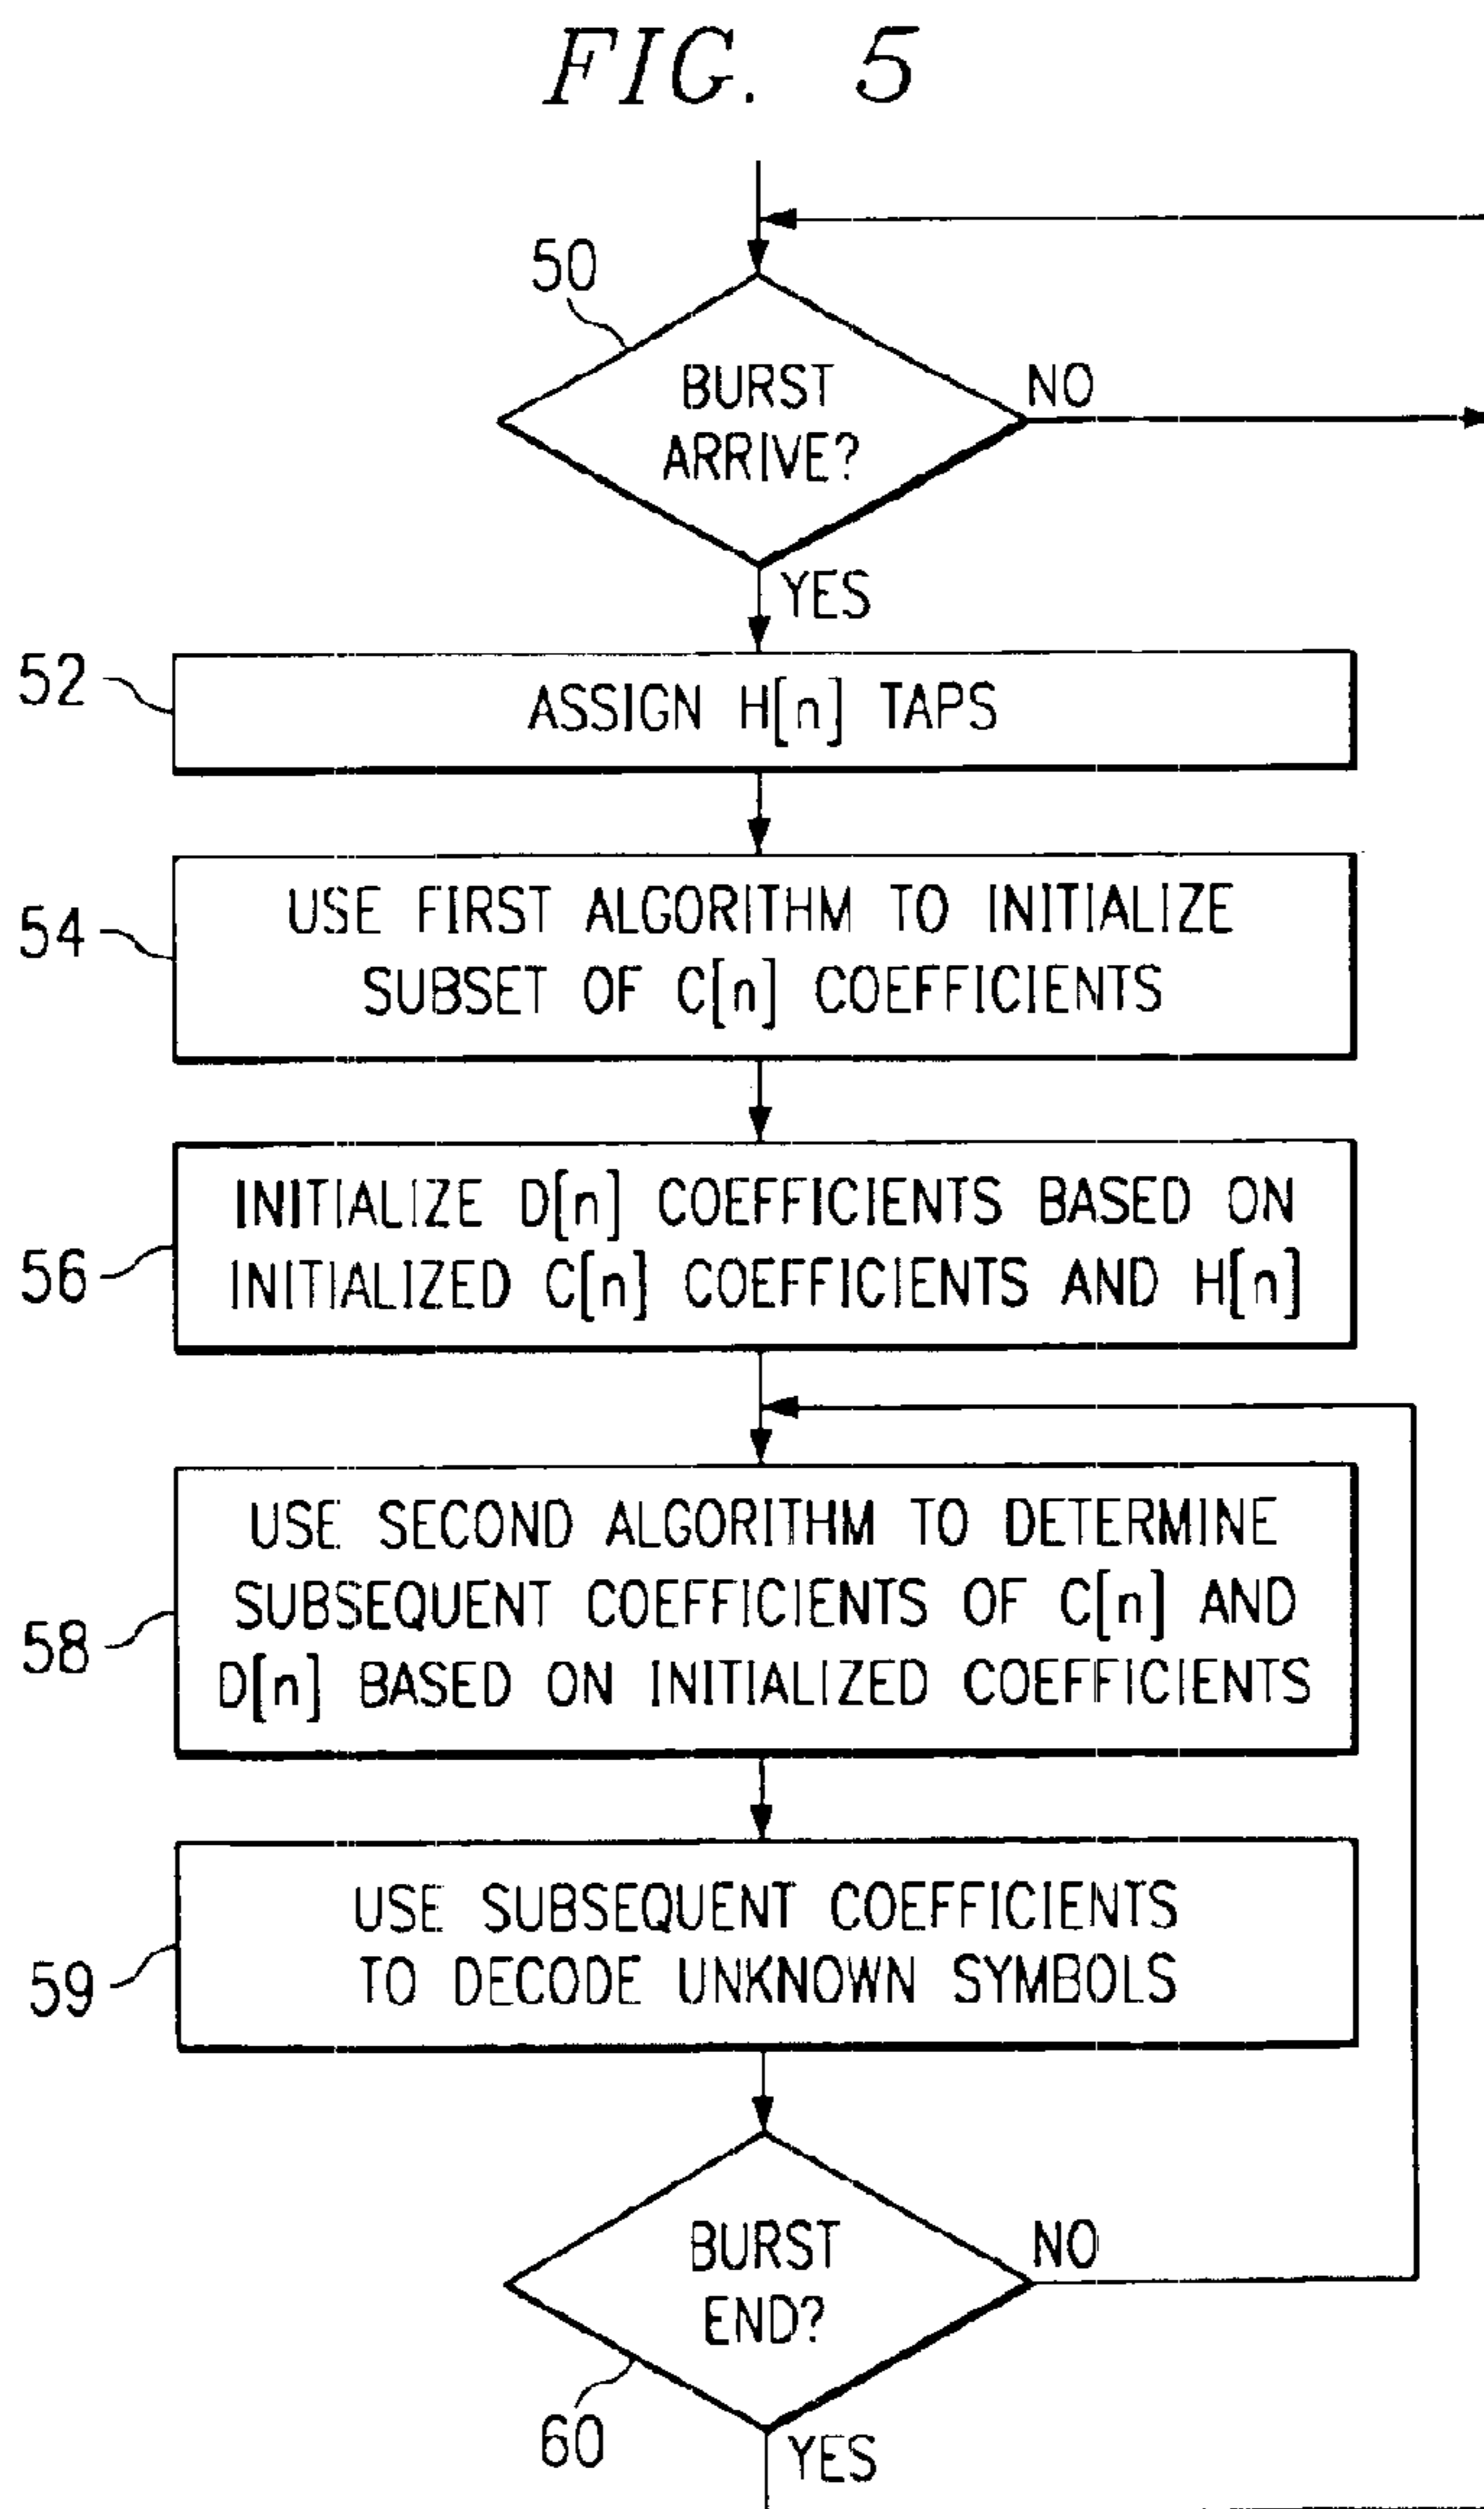 FIG. 5
50
BURST
ARRIVE?
NO
YES
52
ASSIGN H[n] TAPS
54
USE FIRST ALGORITHM TO INITIALIZE
SUBSET OF C[n] COEFFICIENTS
56
INITIALIZE D[n] COEFFICIENTS BASED ON
INITIALIZED C[n] COEFFICIENTS AND H[n]
58
USE SECOND ALGORITHM TO DETERMINE
SUBSEQUENT COEFFICIENTS OF C[n] AND
D[n] BASED ON INITIALIZED COEFFICIENTS
59
USE SUBSEQUENT COEFFICIENTS
TO DECODE UNKNOWN SYMBOLS
BURST
END?
NO
60
YES